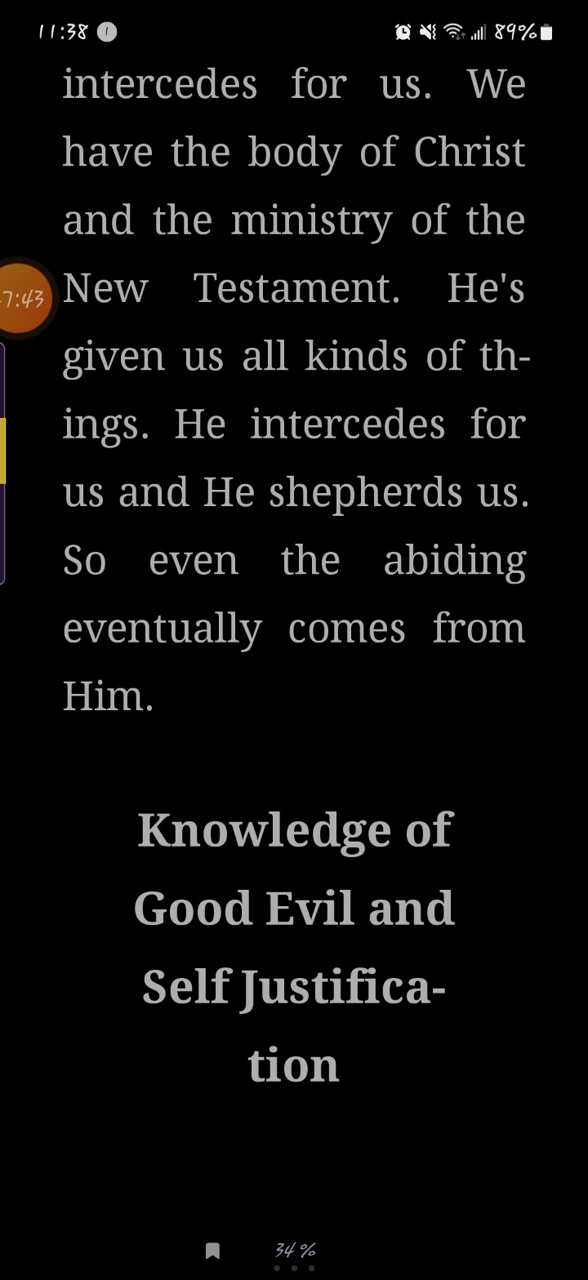 11:38
89%
intercedes for us. We
have the body of Christ
and the ministry of the
-7:43
New Testament. He's
given us all kinds of th-
ings. He intercedes for
us and He shepherds us.
So even the abiding
eventually comes from
Him.
Knowledge of
Good Evil and
Self Justifica-
tion
34%